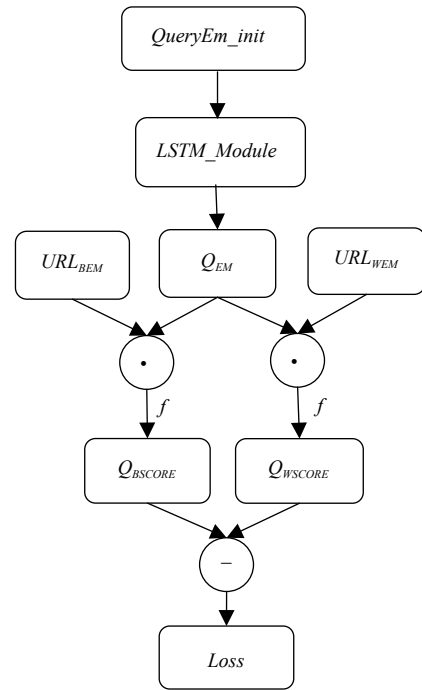 QueryEm_init
LSTM_Module
URL_BEM
Q_EM
URL_WEM
•
•
f
f
Q_BSCORE
Q_WSCORE
−
Loss